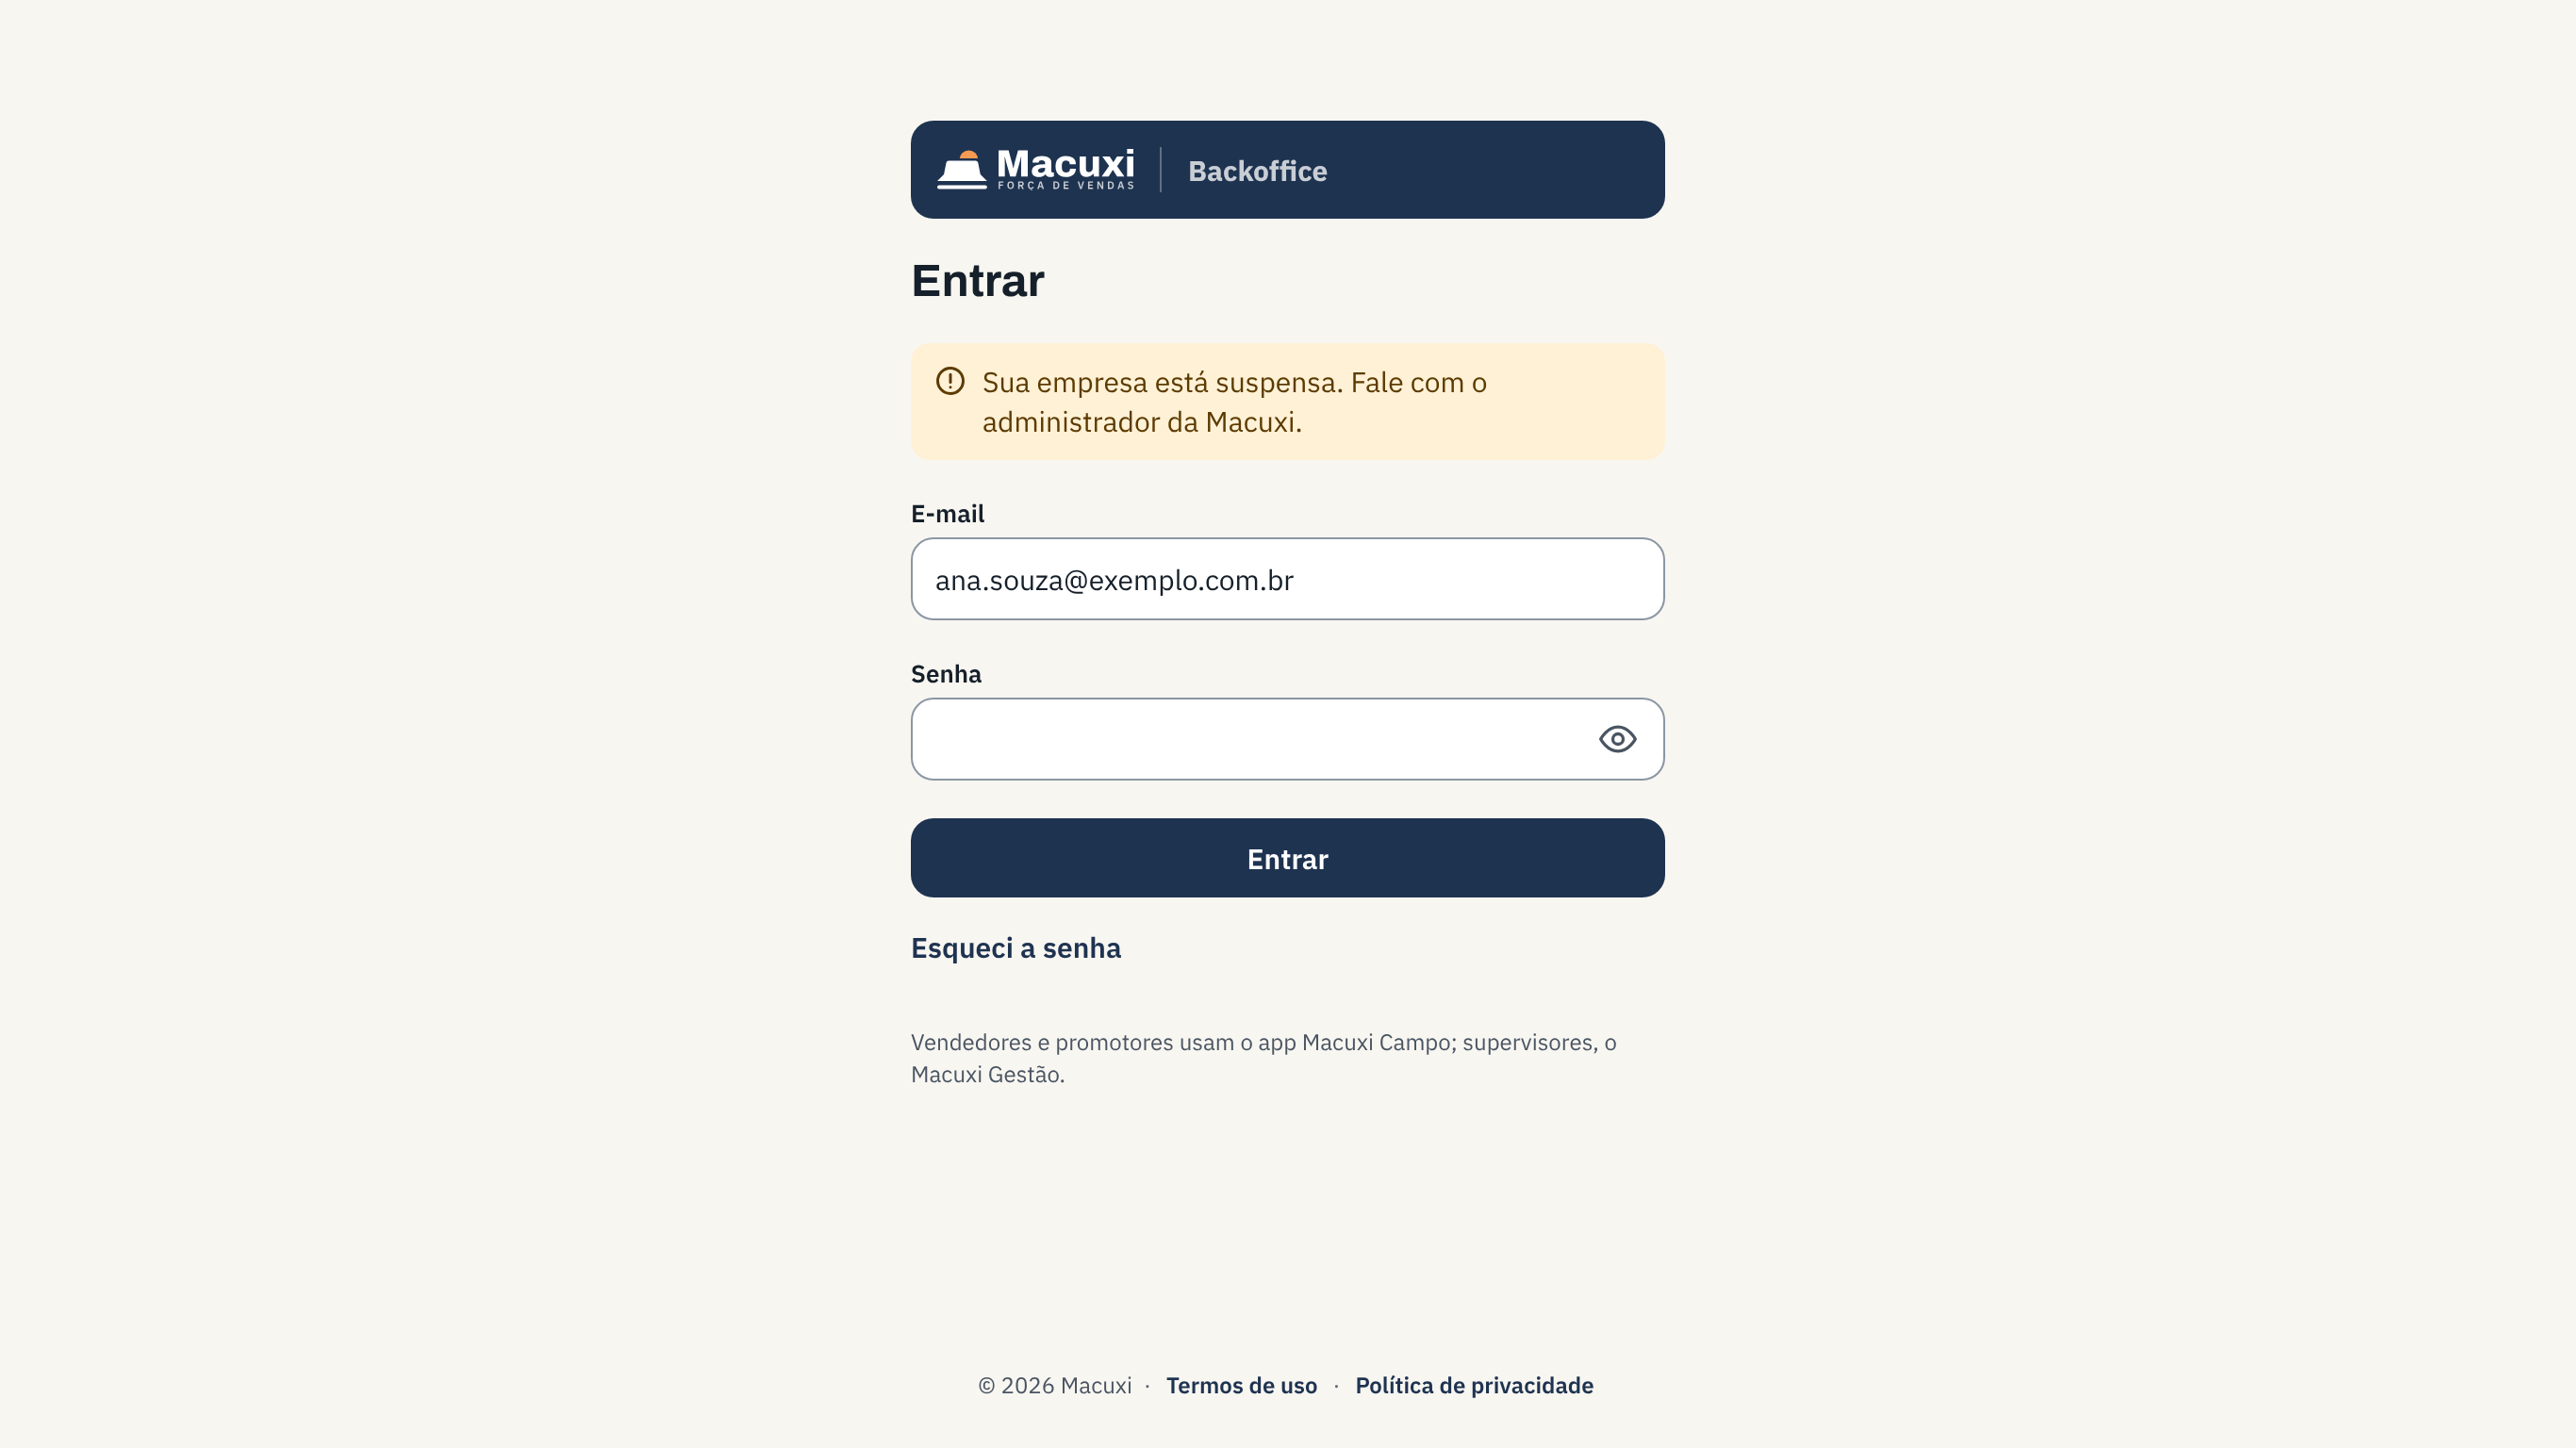 Macuxi
FORÇA DE VENDAS
Backoffice
Entrar
Sua empresa está suspensa. Fale com o
administrador da Macuxi.
E-mail
ana.souza@exemplo.com.br
Senha
Entrar
Esqueci a senha
Vendedores e promotores usam o app Macuxi Campo; supervisores, o
Macuxi Gestão.
© 2026 Macuxi · Termos de uso · Política de privacidade